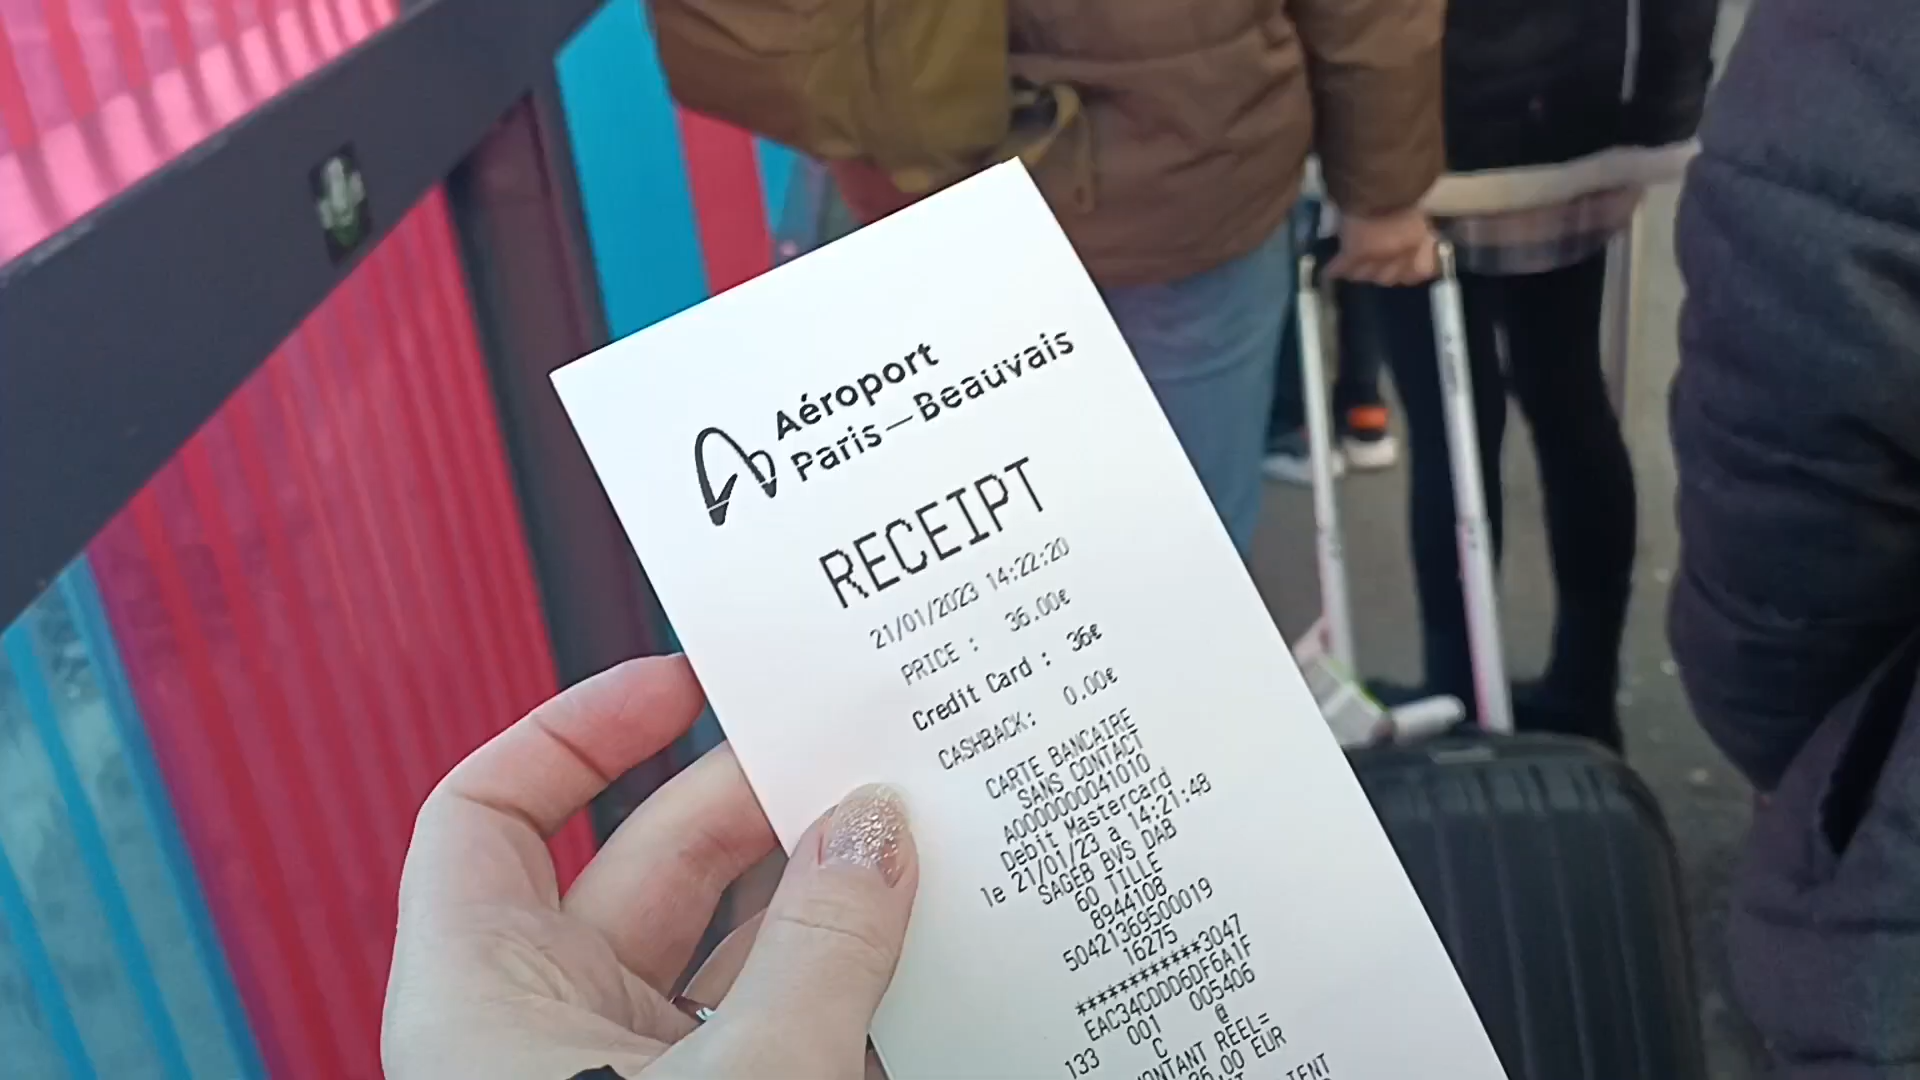 Aéroport
Paris—Beauvais
RECEIPT
21/01/2023 14:22:20
PRICE : 36.00€
Credit Card : 36€
CASHBACK: 0.00€
CARTE BANCAIRE
SANS CONTACT
A0000000041010
Debit Mastercard
le 21/01/23 a 14:21:48
SAGEB BVS DAB
60 TILLE
8944108
50421369500019
16275
************3047
EAC34CDDD6DF6A1F
133 001 005406
C @
MONTANT REEL=
36,00 EUR